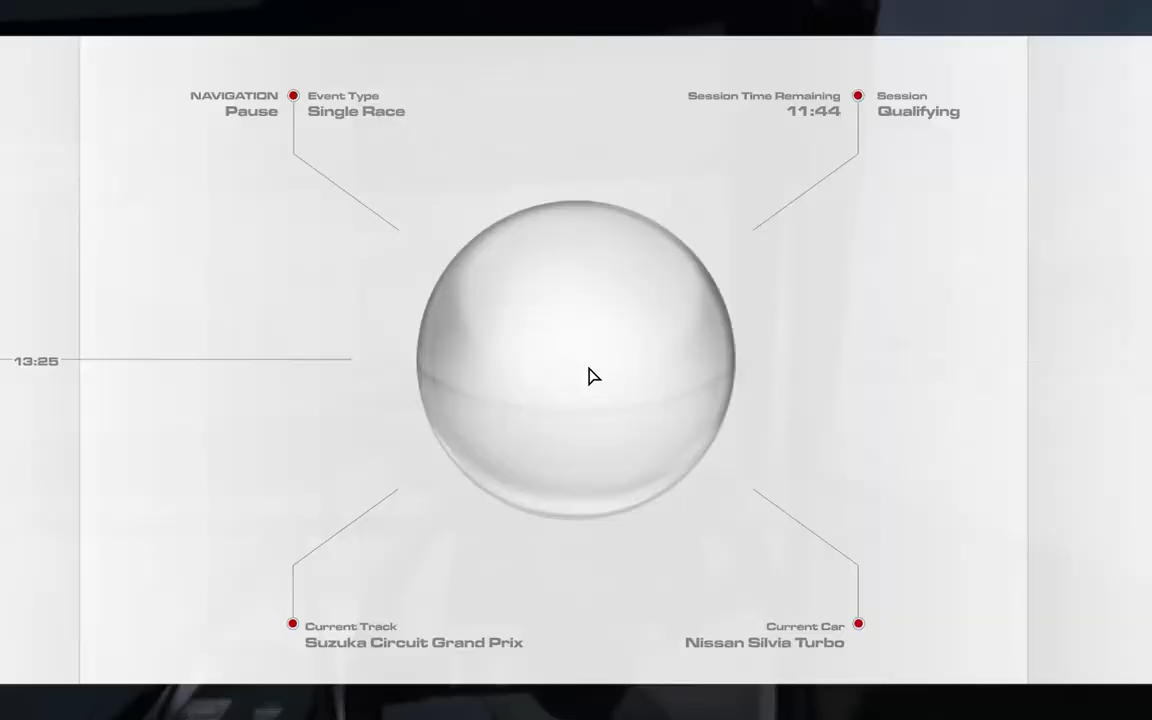 NAVIGATION
Pause
Event Type
Single Race
Session Time Remaining
11:44
Session
Qualifying
13:25
Current Track
Suzuka Circuit Grand Prix
Current Car
Nissan Silvia Turbo